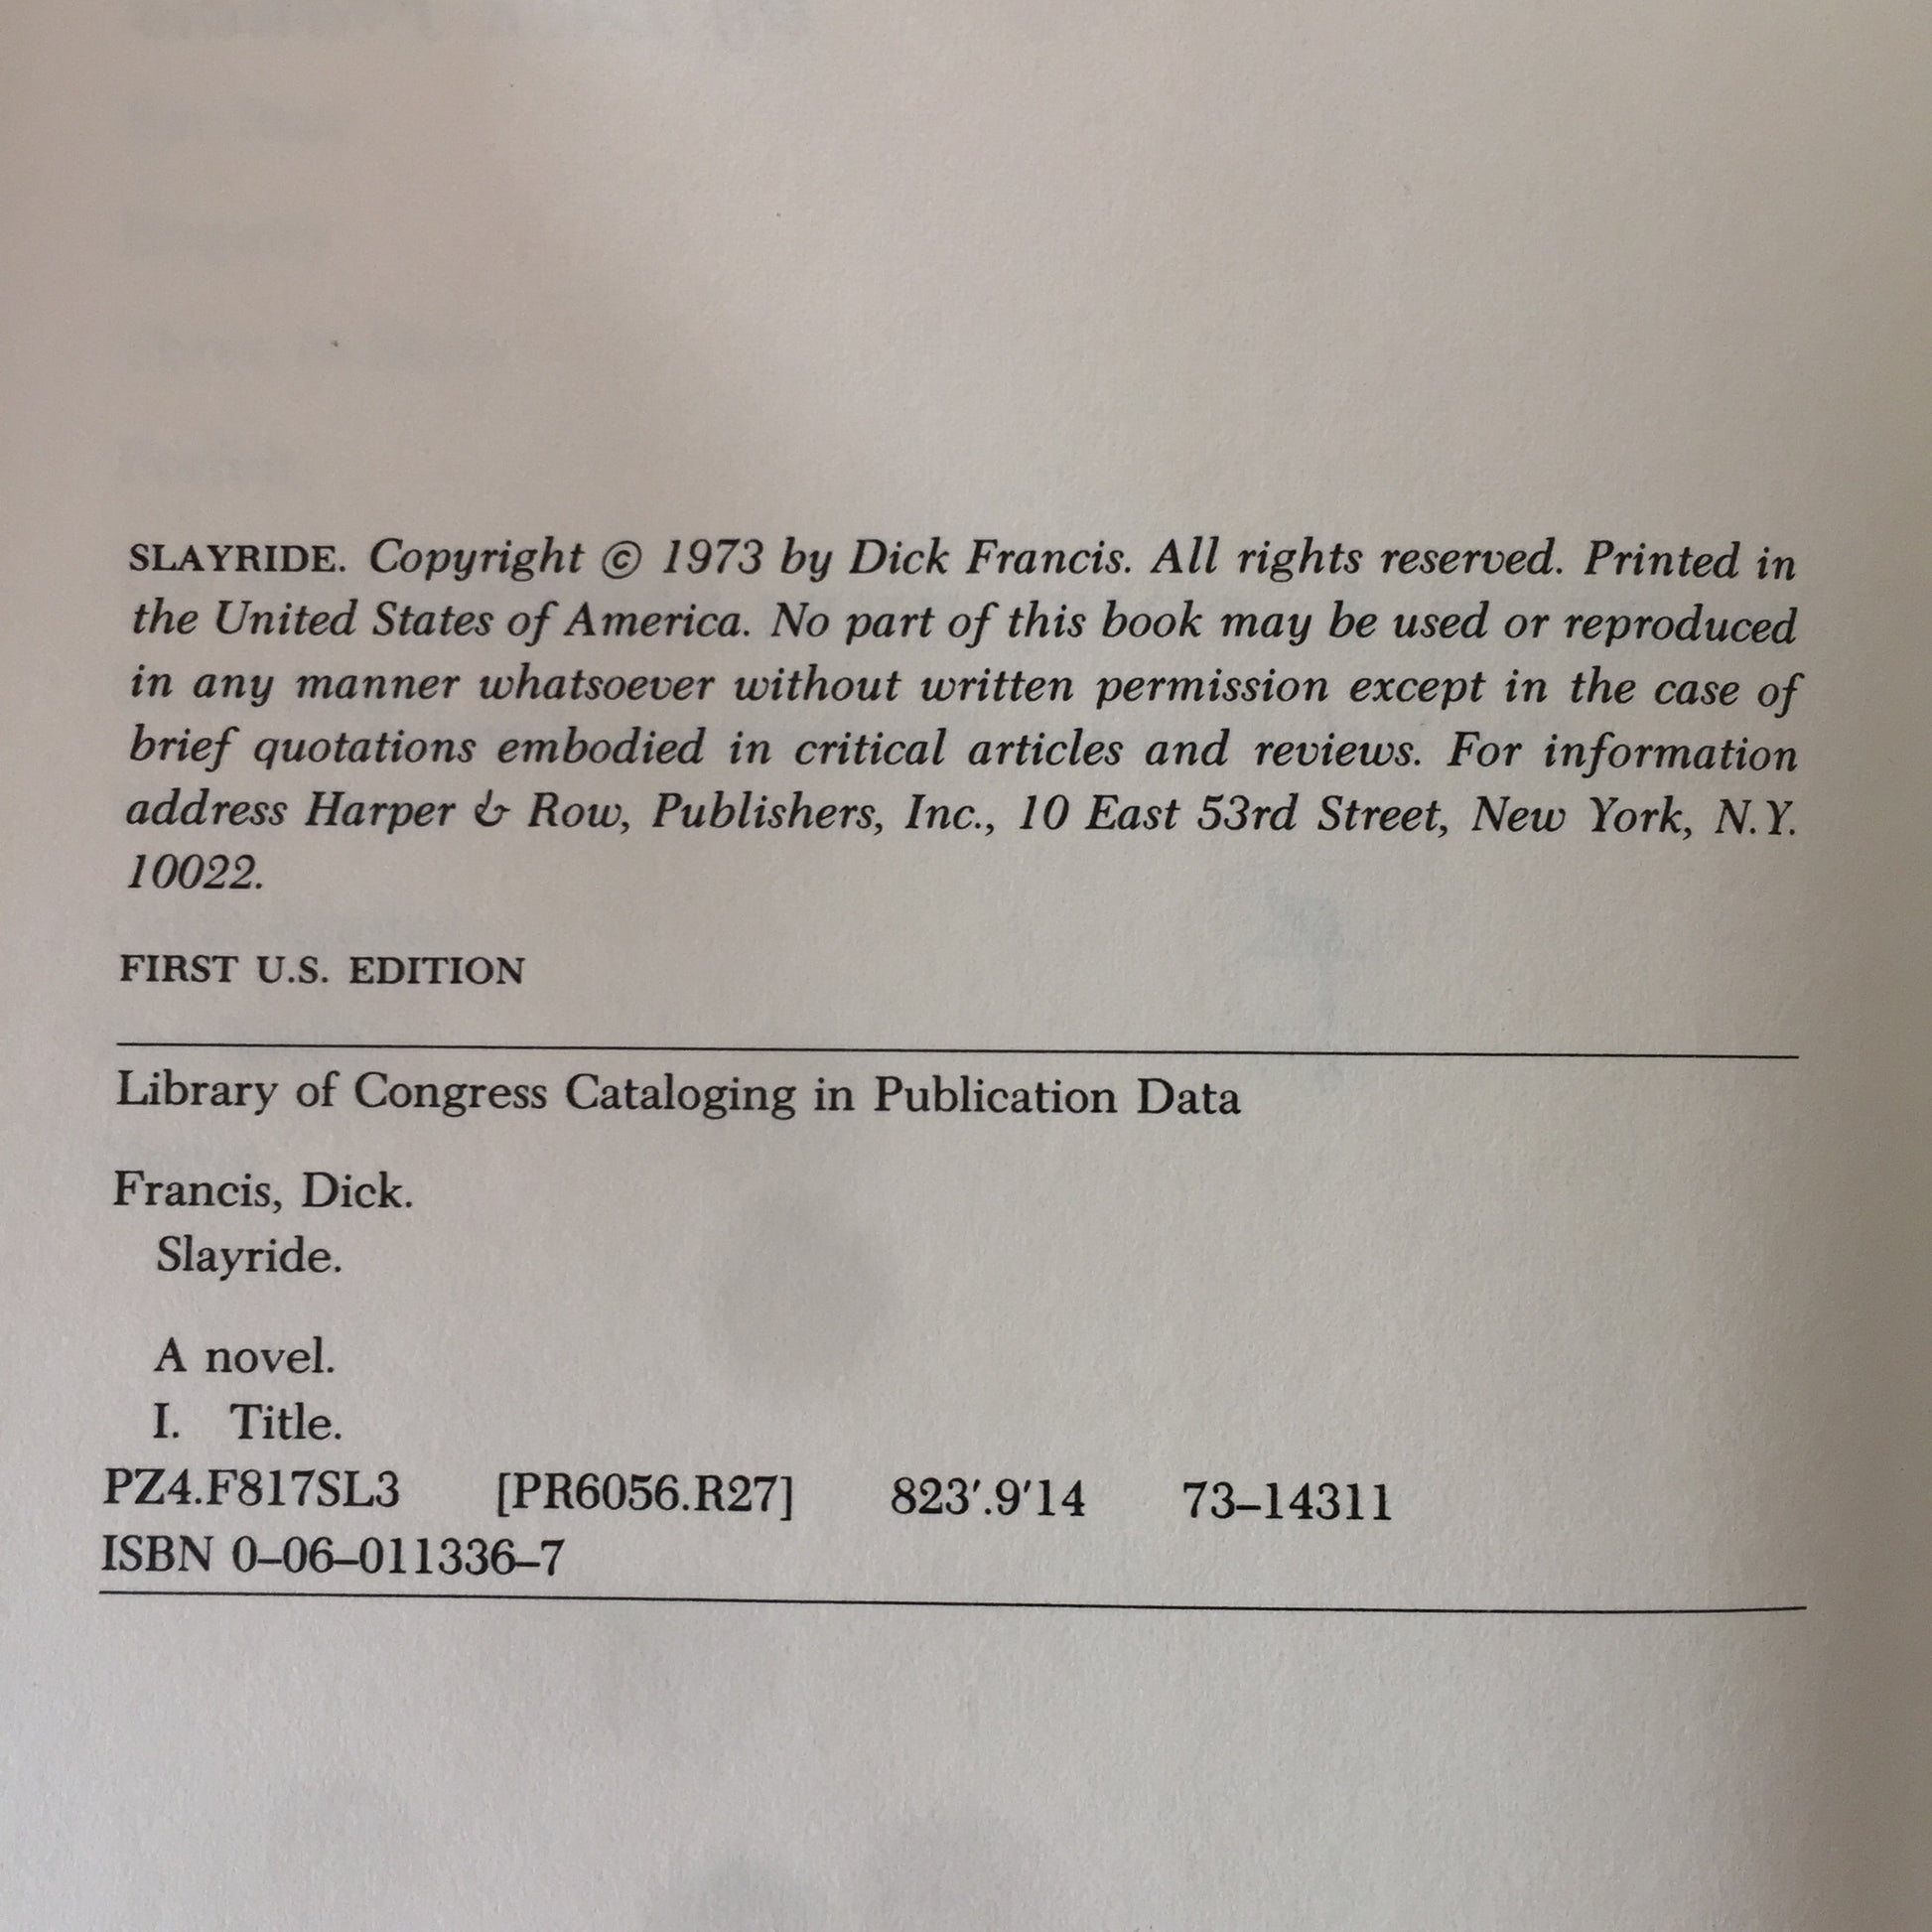 SLAYRIDE. Copyright © 1973 by Dick Francis. All rights reserved. Printed in
the United States of America. No part of this book may be used or reproduced
in any manner whatsoever without written permission except in the case of
brief quotations embodied in critical articles and reviews. For information
address Harper & Row, Publishers, Inc., 10 East 53rd Street, New York, N.Y.
10022.
FIRST U.S. EDITION
Library of Congress Cataloging in Publication Data
Francis, Dick.
Slayride.
A novel.
I. Title.
PZ4.F817SL3 [PR6056.R27] 823′.9′14 73–14311
ISBN 0–06–011336–7